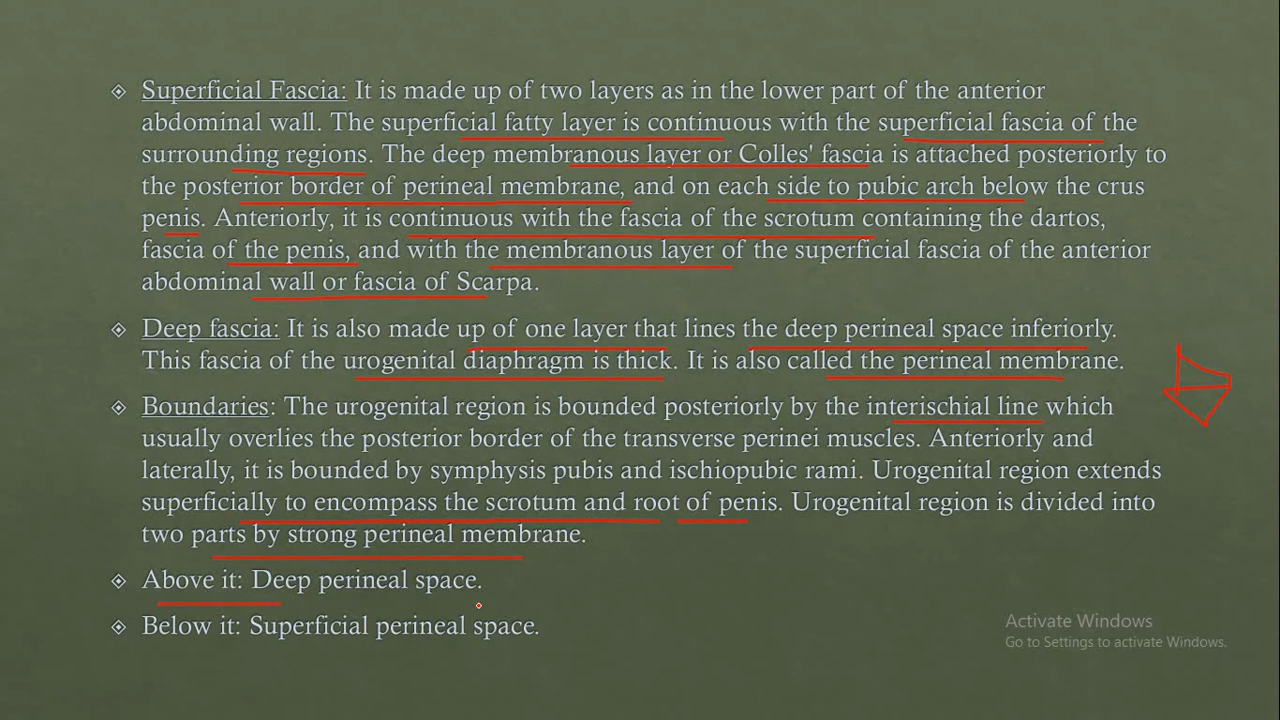 Superficial Fascia: It is made up of two layers as in the lower part of the anterior
abdominal wall. The superficial fatty layer is continuous with the superficial fascia of the
surrounding regions. The deep membranous layer or Colles' fascia is attached posteriorly to
the posterior border of perineal membrane, and on each side to pubic arch below the crus
penis. Anteriorly, it is continuous with the fascia of the scrotum containing the dartos,
fascia of the penis, and with the membranous layer of the superficial fascia of the anterior
abdominal wall or fascia of Scarpa.
Deep fascia: It is also made up of one layer that lines the deep perineal space inferiorly.
This fascia of the urogenital diaphragm is thick. It is also called the perineal membrane.
Boundaries: The urogenital region is bounded posteriorly by the interischial line which
usually overlies the posterior border of the transverse perinei muscles. Anteriorly and
laterally, it is bounded by symphysis pubis and ischiopubic rami. Urogenital region extends
superficially to encompass the scrotum and root of penis. Urogenital region is divided into
two parts by strong perineal membrane.
Above it: Deep perineal space.
Below it: Superficial perineal space.
Activate Windows
Go to Settings to activate Windows.